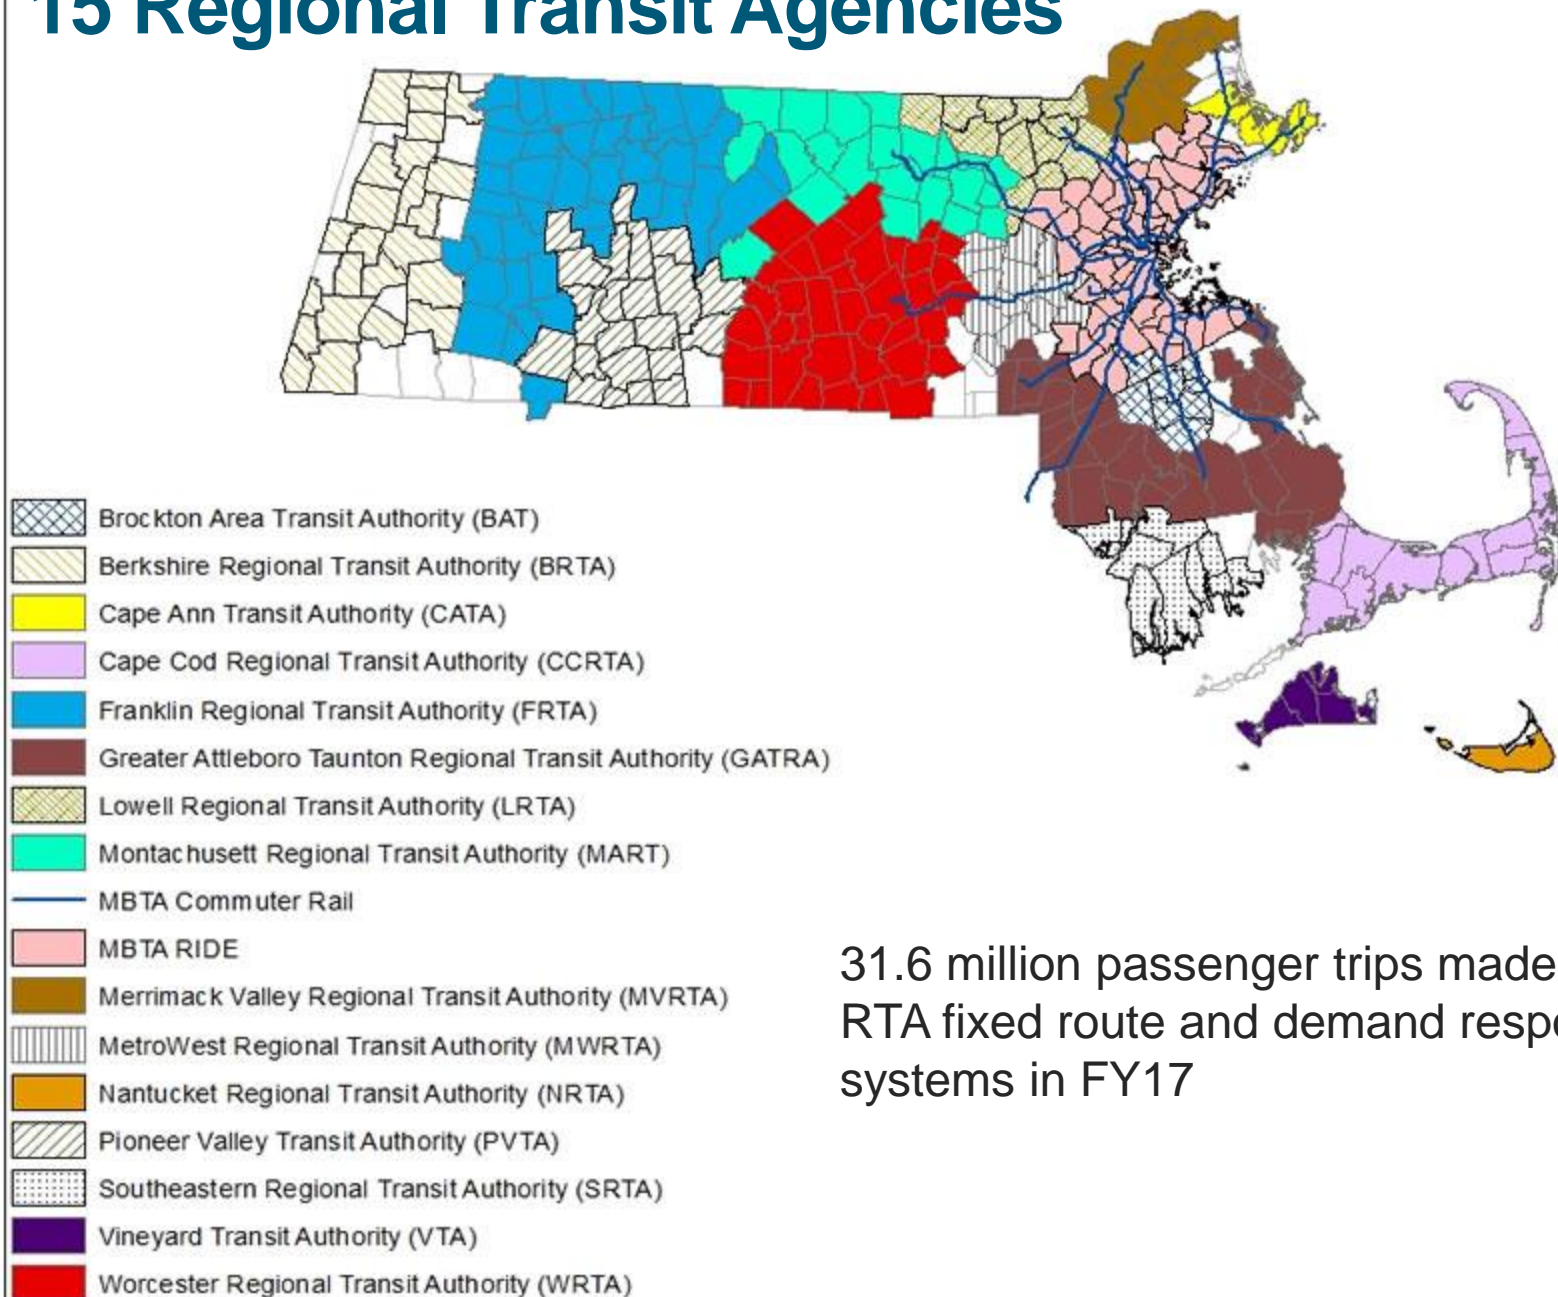 15 Regional Transit Agencies
Brockton Area Transit Authority (BAT)
Berkshire Regional Transit Authority (BRTA)
Cape Ann Transit Authority (CATA)
Cape Cod Regional Transit Authority (CCRTA)
Franklin Regional Transit Authority (FRTA)
Greater Attleboro Taunton Regional Transit Authority (GATRA)
Lowell Regional Transit Authority (LRTA)
Montachusett Regional Transit Authority (MART)
MBTA Commuter Rail
MBTA RIDE
Merrimack Valley Regional Transit Authority (MVRTA)
MetroWest Regional Transit Authority (MWRTA)
Nantucket Regional Transit Authority (NRTA)
Pioneer Valley Transit Authority (PVTA)
Southeastern Regional Transit Authority (SRTA)
Vineyard Transit Authority (VTA)
Worcester Regional Transit Authority (WRTA)
31.6 million passenger trips made
RTA fixed route and demand
systems in FY17